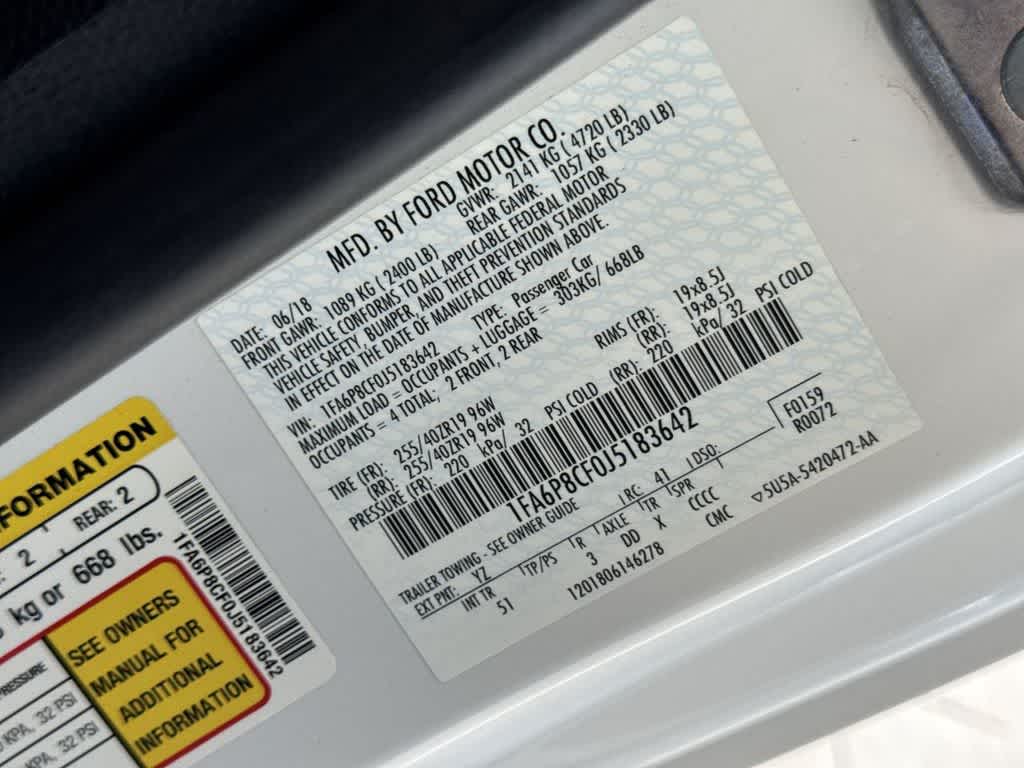 MFD. BY FORD MOTOR CO.
DATE: 06/18 GVWR: 2141 KG ( 4720 LB)
FRONT GAWR: 1089 KG ( 2400 LB) REAR GAWR: 1057 KG ( 2330 LB)
THIS VEHICLE CONFORMS TO ALL APPLICABLE FEDERAL MOTOR
VEHICLE SAFETY, BUMPER, AND THEFT PREVENTION STANDARDS
IN EFFECT ON THE DATE OF MANUFACTURE SHOWN ABOVE.
VIN: 1FA6P8CF0J5183642 TYPE: Passenger Car
MAXIMUM LOAD = OCCUPANTS + LUGGAGE = 303KG/ 668LB
OCCUPANTS = 4 TOTAL, 2 FRONT, 2 REAR
TIRE (FR): 255/40ZR19 96W RIMS (FR): 19x8.5J
(RR): 255/40ZR19 96W (RR): 19x8.5J
PRESSURE (FR): 220 kPa/ 32 PSI COLD (RR): 220 kPa/ 32 PSI COLD
1FA6P8CF0J5183642
TRAILER TOWING - SEE OWNER GUIDE
F0159
EXT PNT: YZ RC: 41 DSO: R0072
INT TR TP/PS R AXLE TR SPR
51 3 DD X CCCC
1201806146278 CMC ▽5U5A-5420472-AA
FORMATION
2 REAR: 2
kg or 668 lbs.
1FA6P8CF0J5183642
PRESSURE
KPA, 32 PSI
KPA, 32 PSI
SEE OWNERS
MANUAL FOR
ADDITIONAL
INFORMATION